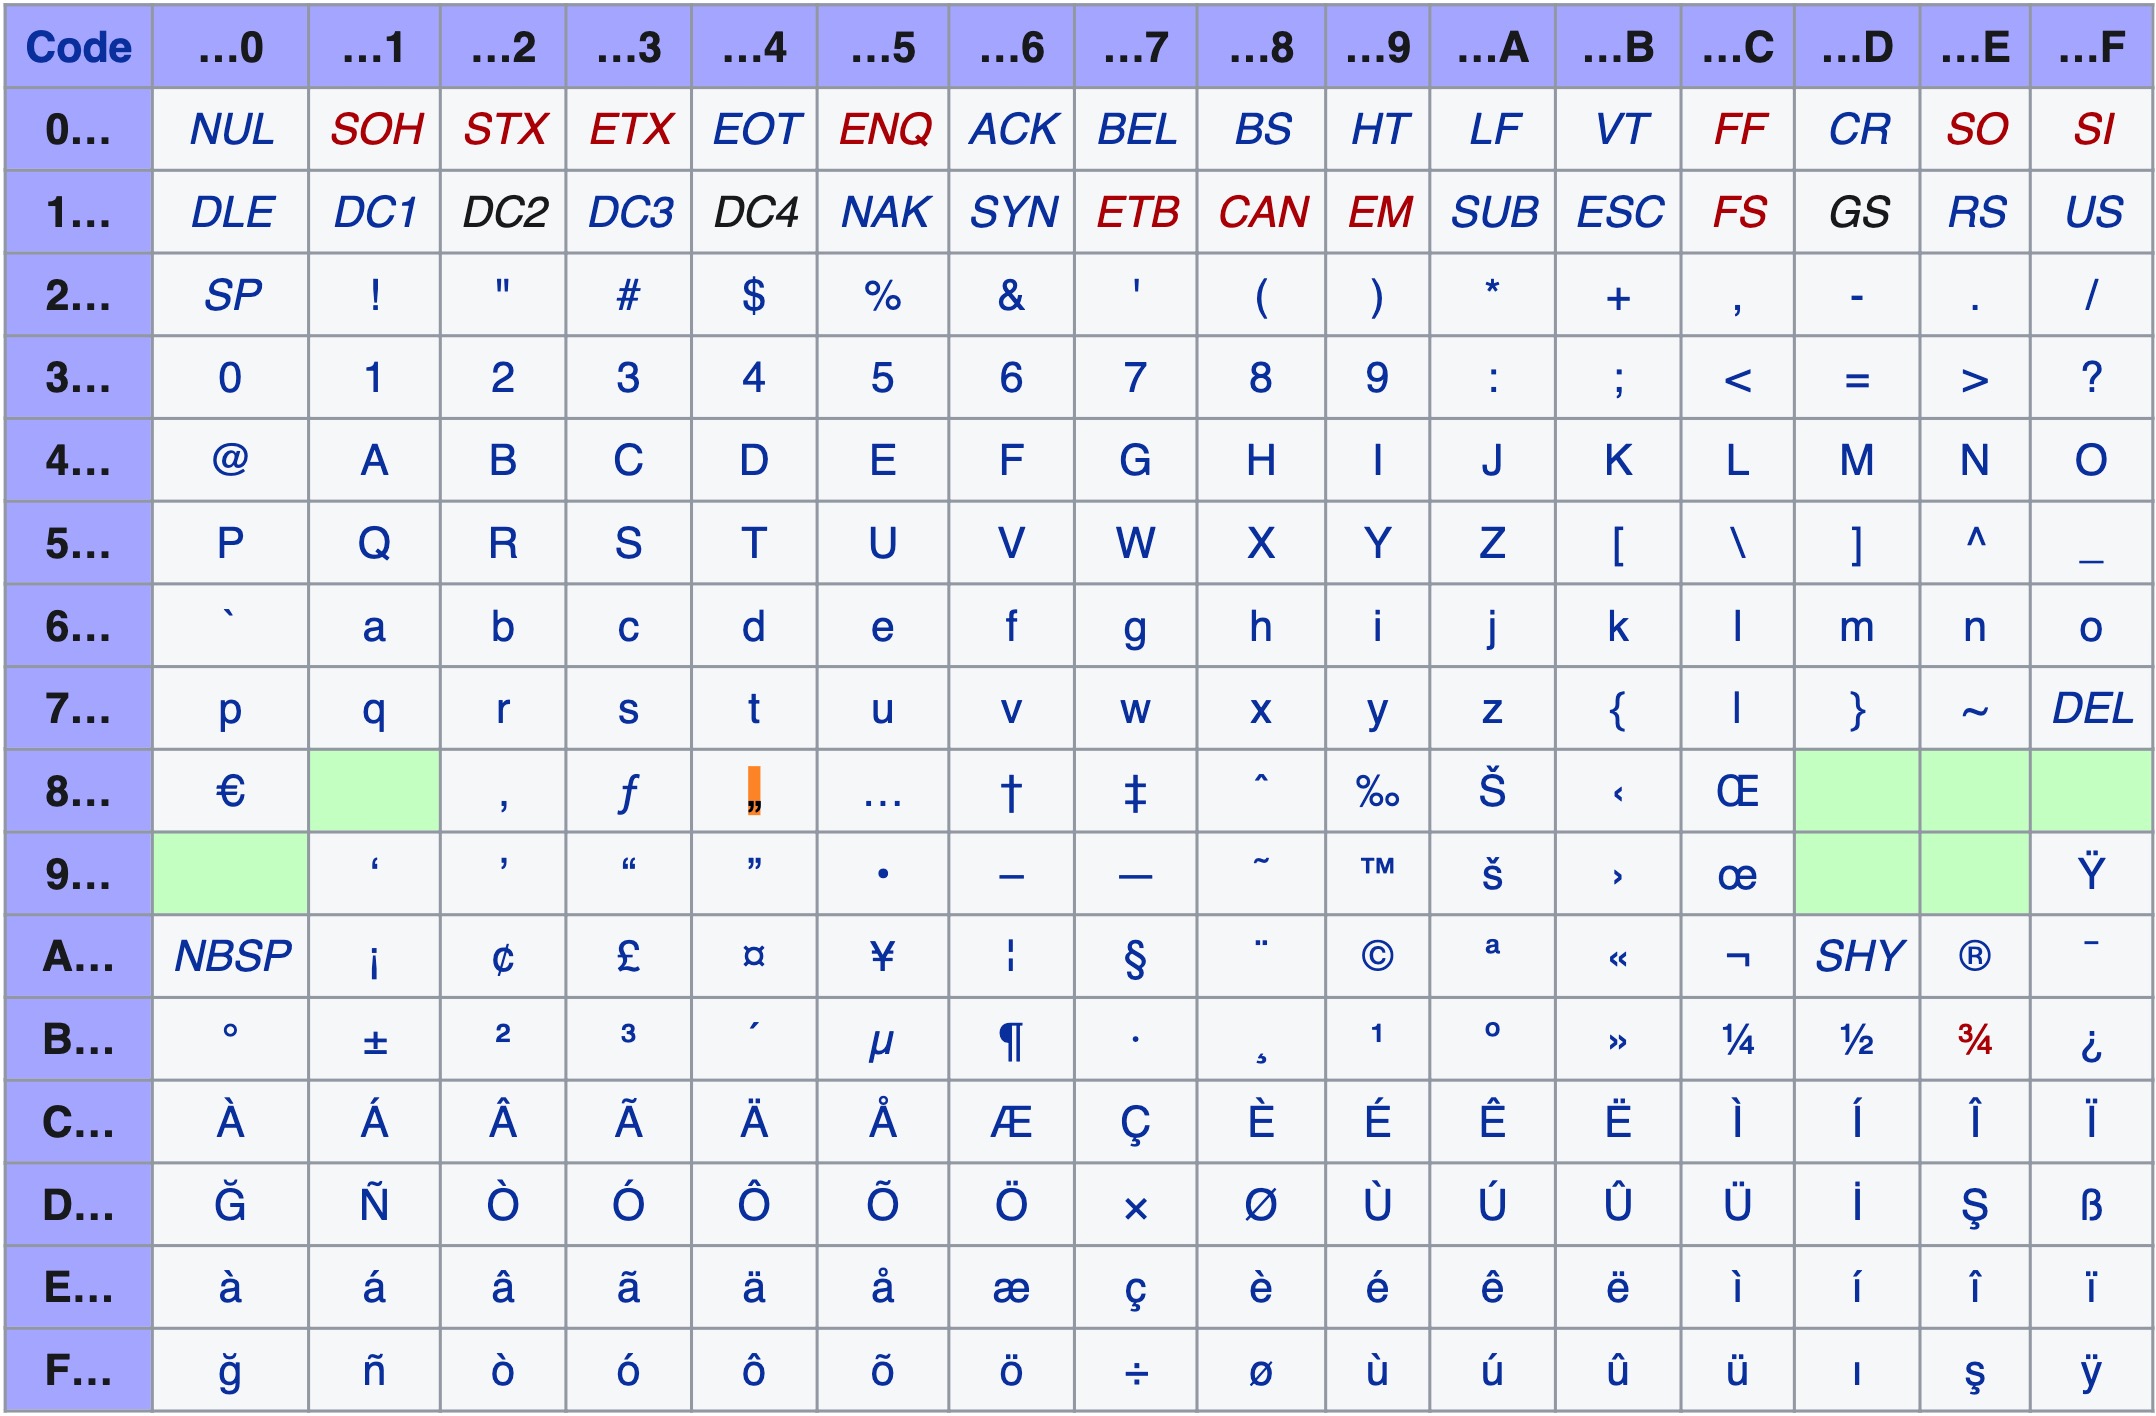 Code ...0 ...1 ...2 ...3 ...4 ...5 ...6 ...7 ...8 ...9 ...A ...B ...C ...D ...E ...F
0... NUL SOH STX ETX EOT ENQ ACK BEL BS HT LF VT FF CR SO SI
1... DLE DC1 DC2 DC3 DC4 NAK SYN ETB CAN EM SUB ESC FS GS RS US
2... SP ! " # $ % & ' ( ) * + , - . /
3... 0 1 2 3 4 5 6 7 8 9 : ; < = > ?
4... @ A B C D E F G H I J K L M N O
5... P Q R S T U V W X Y Z [ \ ] ^ _
6... ` a b c d e f g h i j k l m n o
7... p q r s t u v w x y z { | } ~ DEL
8... € ‚ ƒ „ … † ‡ ˆ ‰ Š ‹ Œ
9... ‘ ’ “ ” • – — ˜ ™ š › œ Ÿ
A... NBSP ¡ ¢ £ ¤ ¥ ¦ § ¨ © ª « ¬ SHY ® ¯
B... ° ± ² ³ ´ µ ¶ · ¸ ¹ º » ¼ ½ ¾ ¿
C... À Á Â Ã Ä Å Æ Ç È É Ê Ë Ì Í Î Ï
D... Ğ Ñ Ò Ó Ô Õ Ö × Ø Ù Ú Û Ü İ Ş ß
E... à á â ã ä å æ ç è é ê ë ì í î ï
F... ğ ñ ò ó ô õ ö ÷ ø ù ú û ü ı ş ÿ